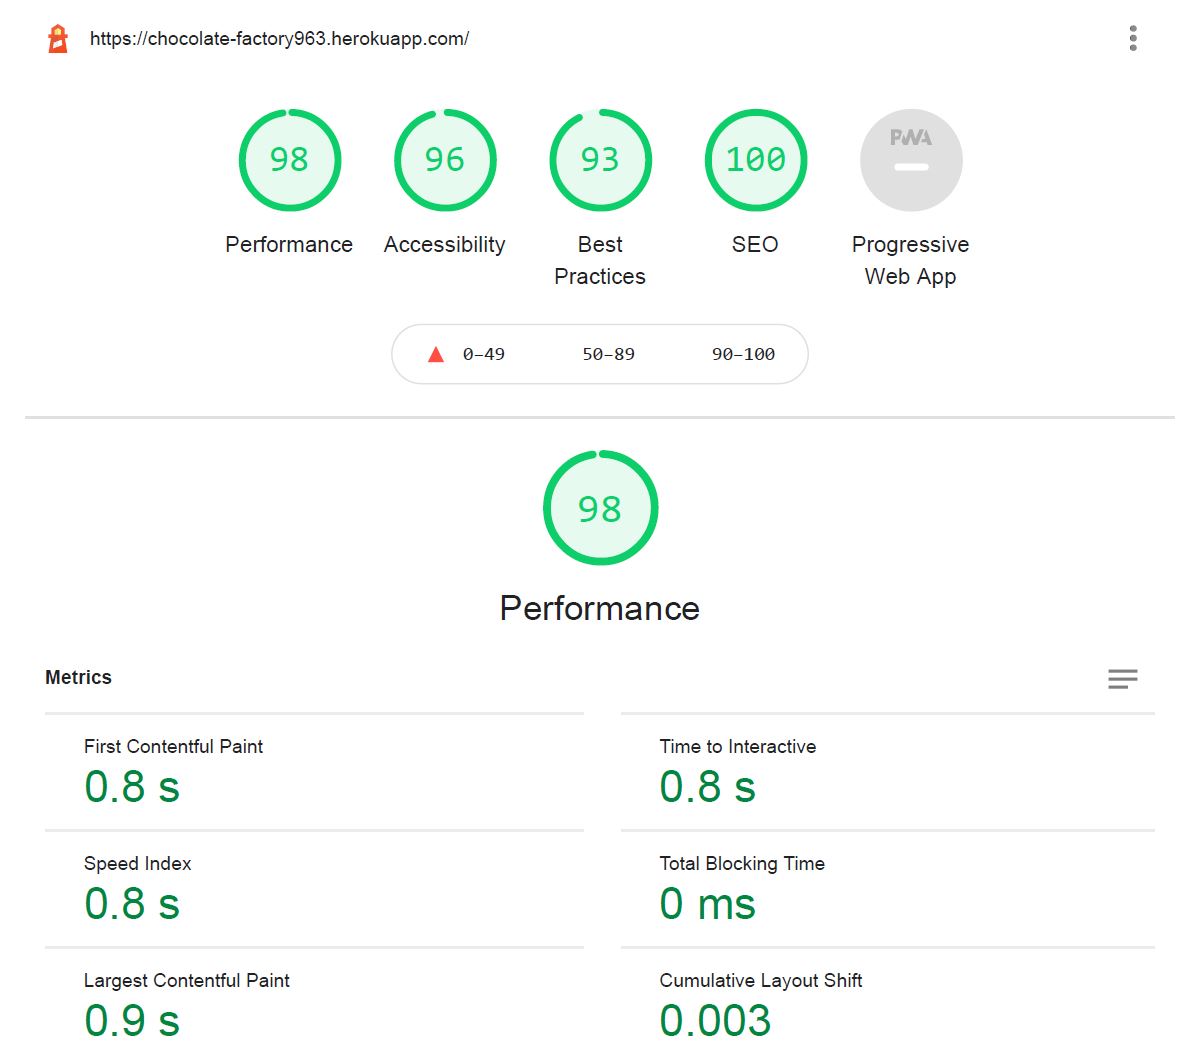 https://chocolate-factory963.herokuapp.com/
98
96
93
100
PWA
Performance
Accessibility
Best
Practices
SEO
Progressive
Web App
0–49
50–89
90–100
98
Performance
Metrics
First Contentful Paint
0.8 s
Time to Interactive
0.8 s
Speed Index
0.8 s
Total Blocking Time
0 ms
Largest Contentful Paint
0.9 s
Cumulative Layout Shift
0.003